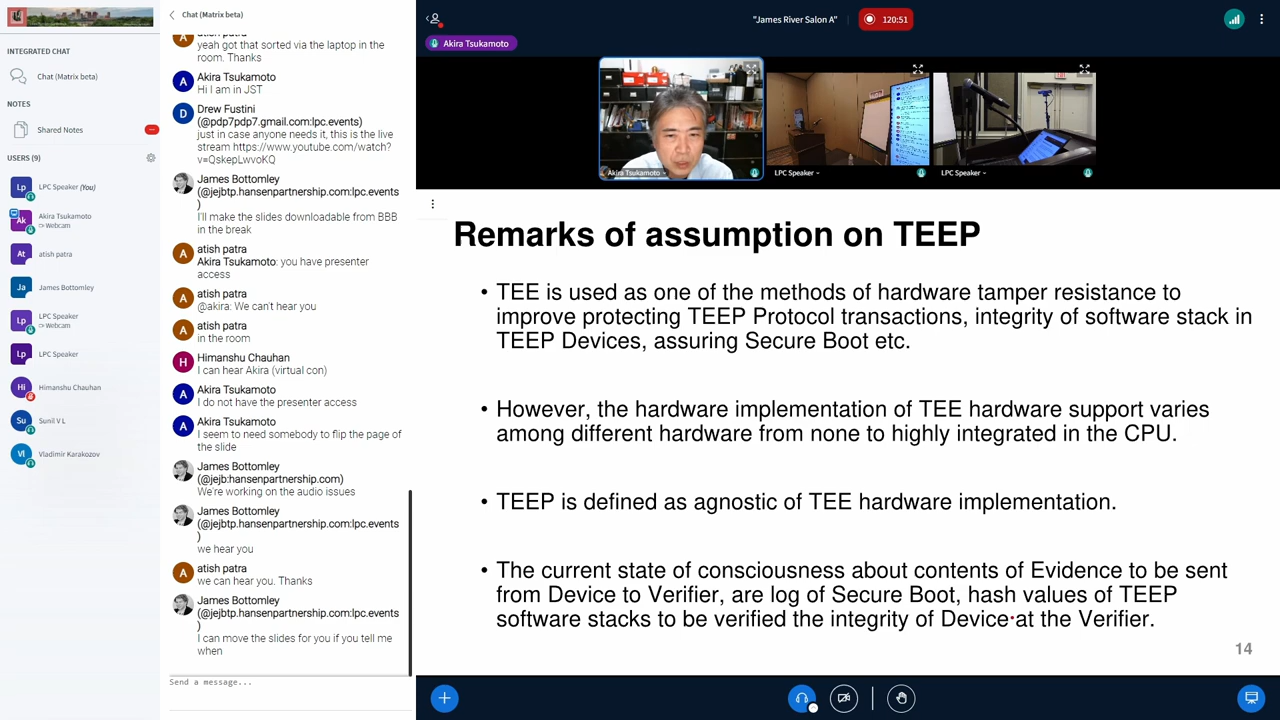 INTEGRATED CHAT
Chat (Matrix beta)
NOTES
Shared Notes
USERS (9)
Lp
LPC Speaker (You)
Ak
Akira Tsukamoto
Webcam
At
atish patra
Ja
James Bottomley
Lp
LPC Speaker
Webcam
Lp
LPC Speaker
Hi
Himanshu Chauhan
Su
Sunil V L
Vl
Vladimir Karakozov
Chat (Matrix beta)
A
atish patra
yeah got that sorted via the laptop in the
room. Thanks
A
Akira Tsukamoto
Hi I am in JST
D
Drew Fustini
(@pdp7pdp7.gmail.com:lpc.events
)
just in case anyone needs it, this is the live
stream https://www.youtube.com/watch?
v=QskepLwvoKQ
James Bottomley
(@jejbtp.hansenpartnership.com:lpc.events
)
I'll make the slides downloadable from BBB
in the break
A
atish patra
Akira Tsukamoto: you have presenter
access
A
atish patra
@akira: We can't hear you
A
atish patra
in the room
H
Himanshu Chauhan
I can hear Akira (virtual con)
A
Akira Tsukamoto
I do not have the presenter access
A
Akira Tsukamoto
I seem to need somebody to flip the page of
the slide
James Bottomley
(@jejb:hansenpartnership.com)
We're working on the audio issues
James Bottomley
(@jejbtp.hansenpartnership.com:lpc.events
)
we hear you
A
atish patra
we can hear you. Thanks
James Bottomley
(@jejbtp.hansenpartnership.com:lpc.events
)
I can move the slides for you if you tell me
when
Send a message...
"James River Salon A"
120:51
Akira Tsukamoto
Akira Tsukamoto
LPC Speaker
LPC Speaker
Remarks of assumption on TEEP
• TEE is used as one of the methods of hardware tamper resistance to
improve protecting TEEP Protocol transactions, integrity of software stack in
TEEP Devices, assuring Secure Boot etc.
• However, the hardware implementation of TEE hardware support varies
among different hardware from none to highly integrated in the CPU.
• TEEP is defined as agnostic of TEE hardware implementation.
• The current state of consciousness about contents of Evidence to be sent
from Device to Verifier, are log of Secure Boot, hash values of TEEP
software stacks to be verified the integrity of Device at the Verifier.
14